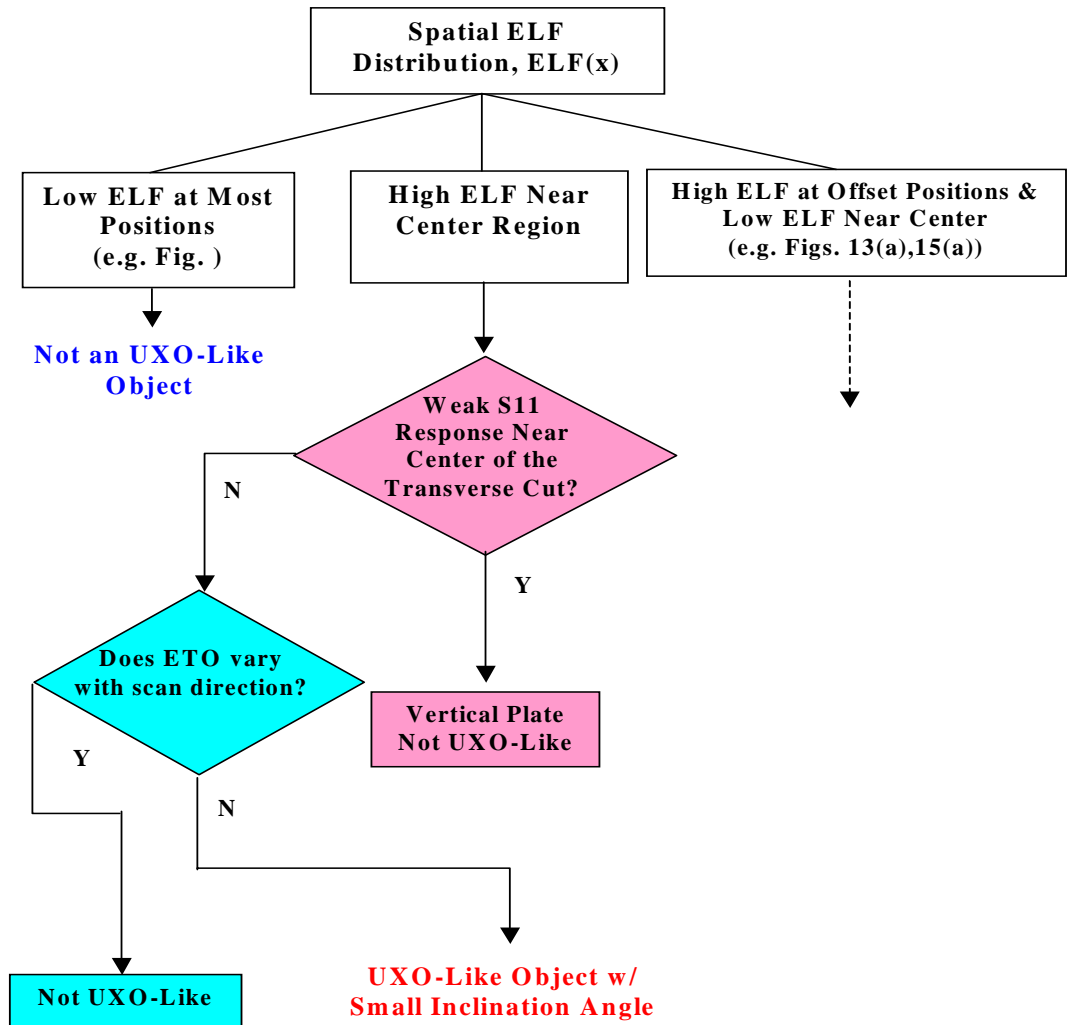 Spatial ELF
Distribution, ELF(x)
Low ELF at Most
Positions
(e.g. Fig. )
High ELF Near
Center Region
High ELF at Offset Positions &
Low ELF Near Center
(e.g. Figs. 13(a),15(a))
Not an UXO-Like
Object
Weak S11
Response Near
Center of the
Transverse Cut?
N
Y
Does ETO vary
with scan direction?
Vertical Plate
Not UXO-Like
Y
N
Not UXO-Like
UXO-Like Object w/
Small Inclination Angle